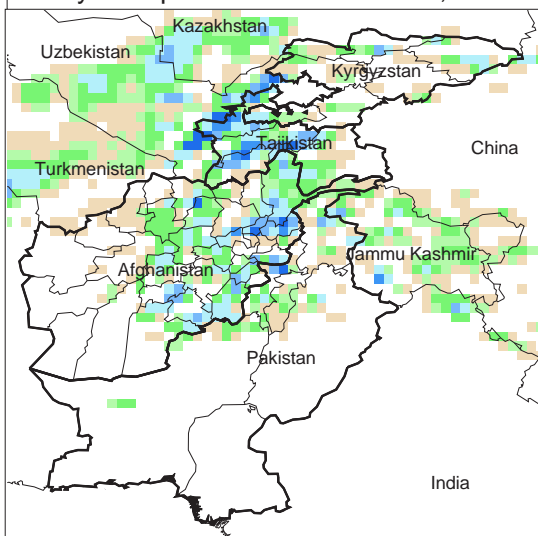 Kazakhstan
Uzbekistan
Kyrgyzstan
Tajikistan
China
Turkmenistan
Jammu Kashmir
Afghanistan
Pakistan
India